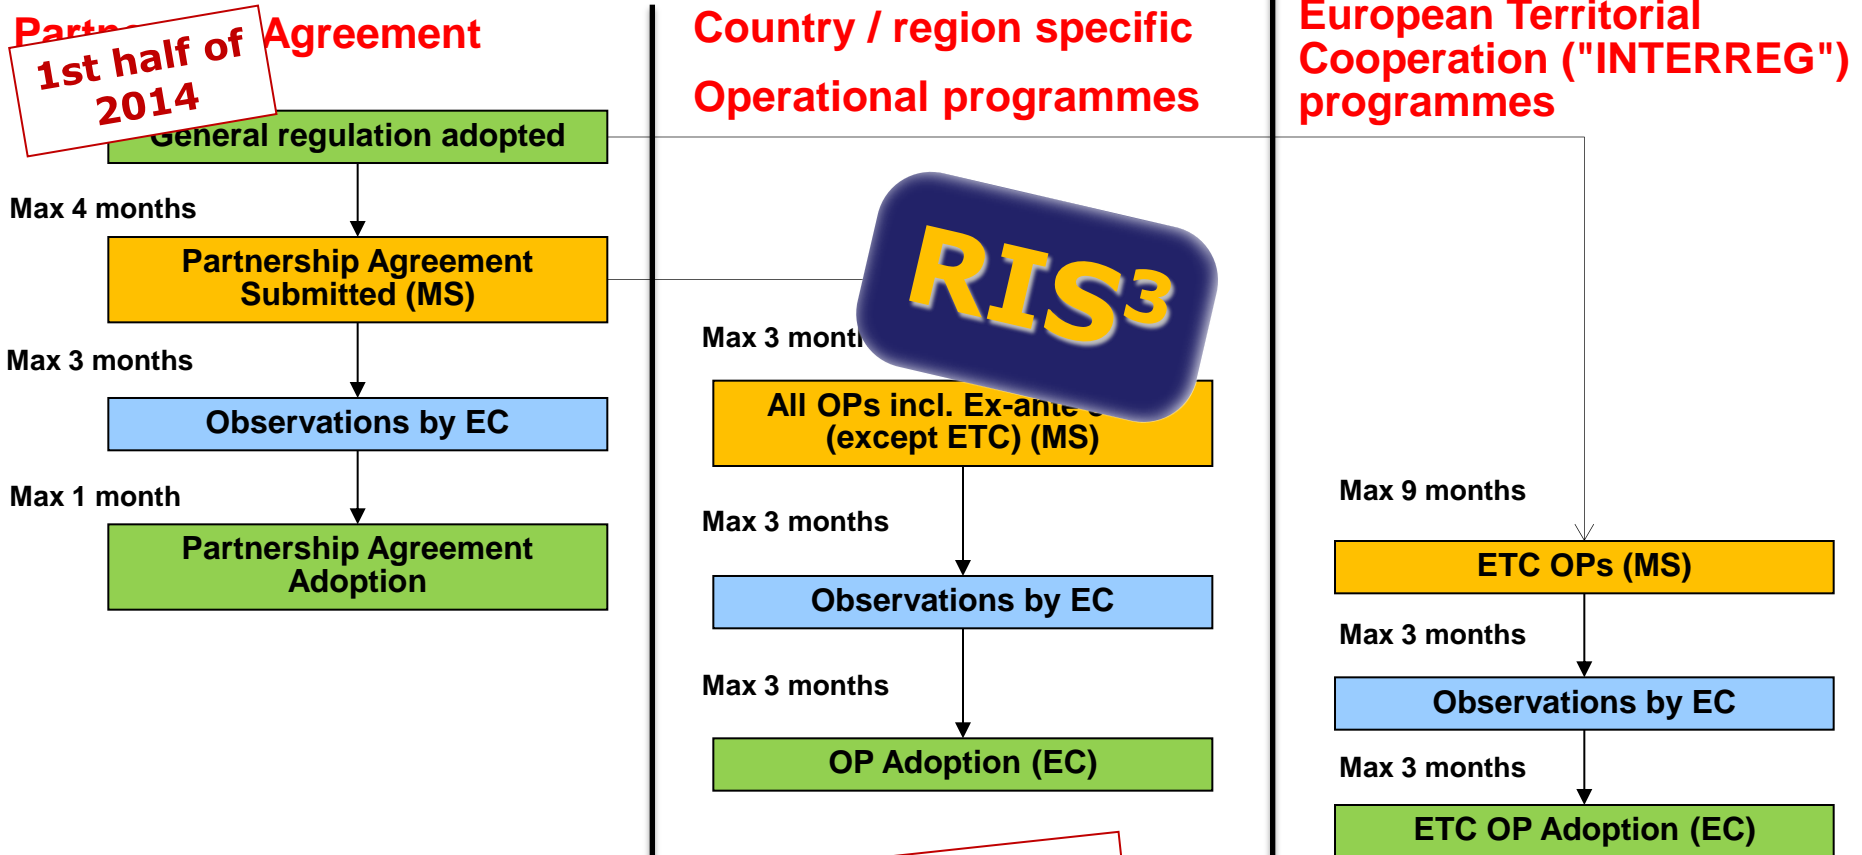 Agreement
1st half of
2014
General regulation adopted
Max 4 months
Partnership Agreement
Submitted (MS)
Max 3 months
Observations by EC
Max 1 month
Partnership Agreement
Adoption
Country / region specific
Operational programmes
RIS³
Max 3
All OPs incl. Ex-ante
(except ETC) (MS)
Max 3 months
Observations by EC
Max 3 months
OP Adoption (EC)
European Territorial
Cooperation ("INTERREG")
programmes
Max 9 months
ETC OPs (MS)
Max 3 months
Observations by EC
Max 3 months
ETC OP Adoption (EC)